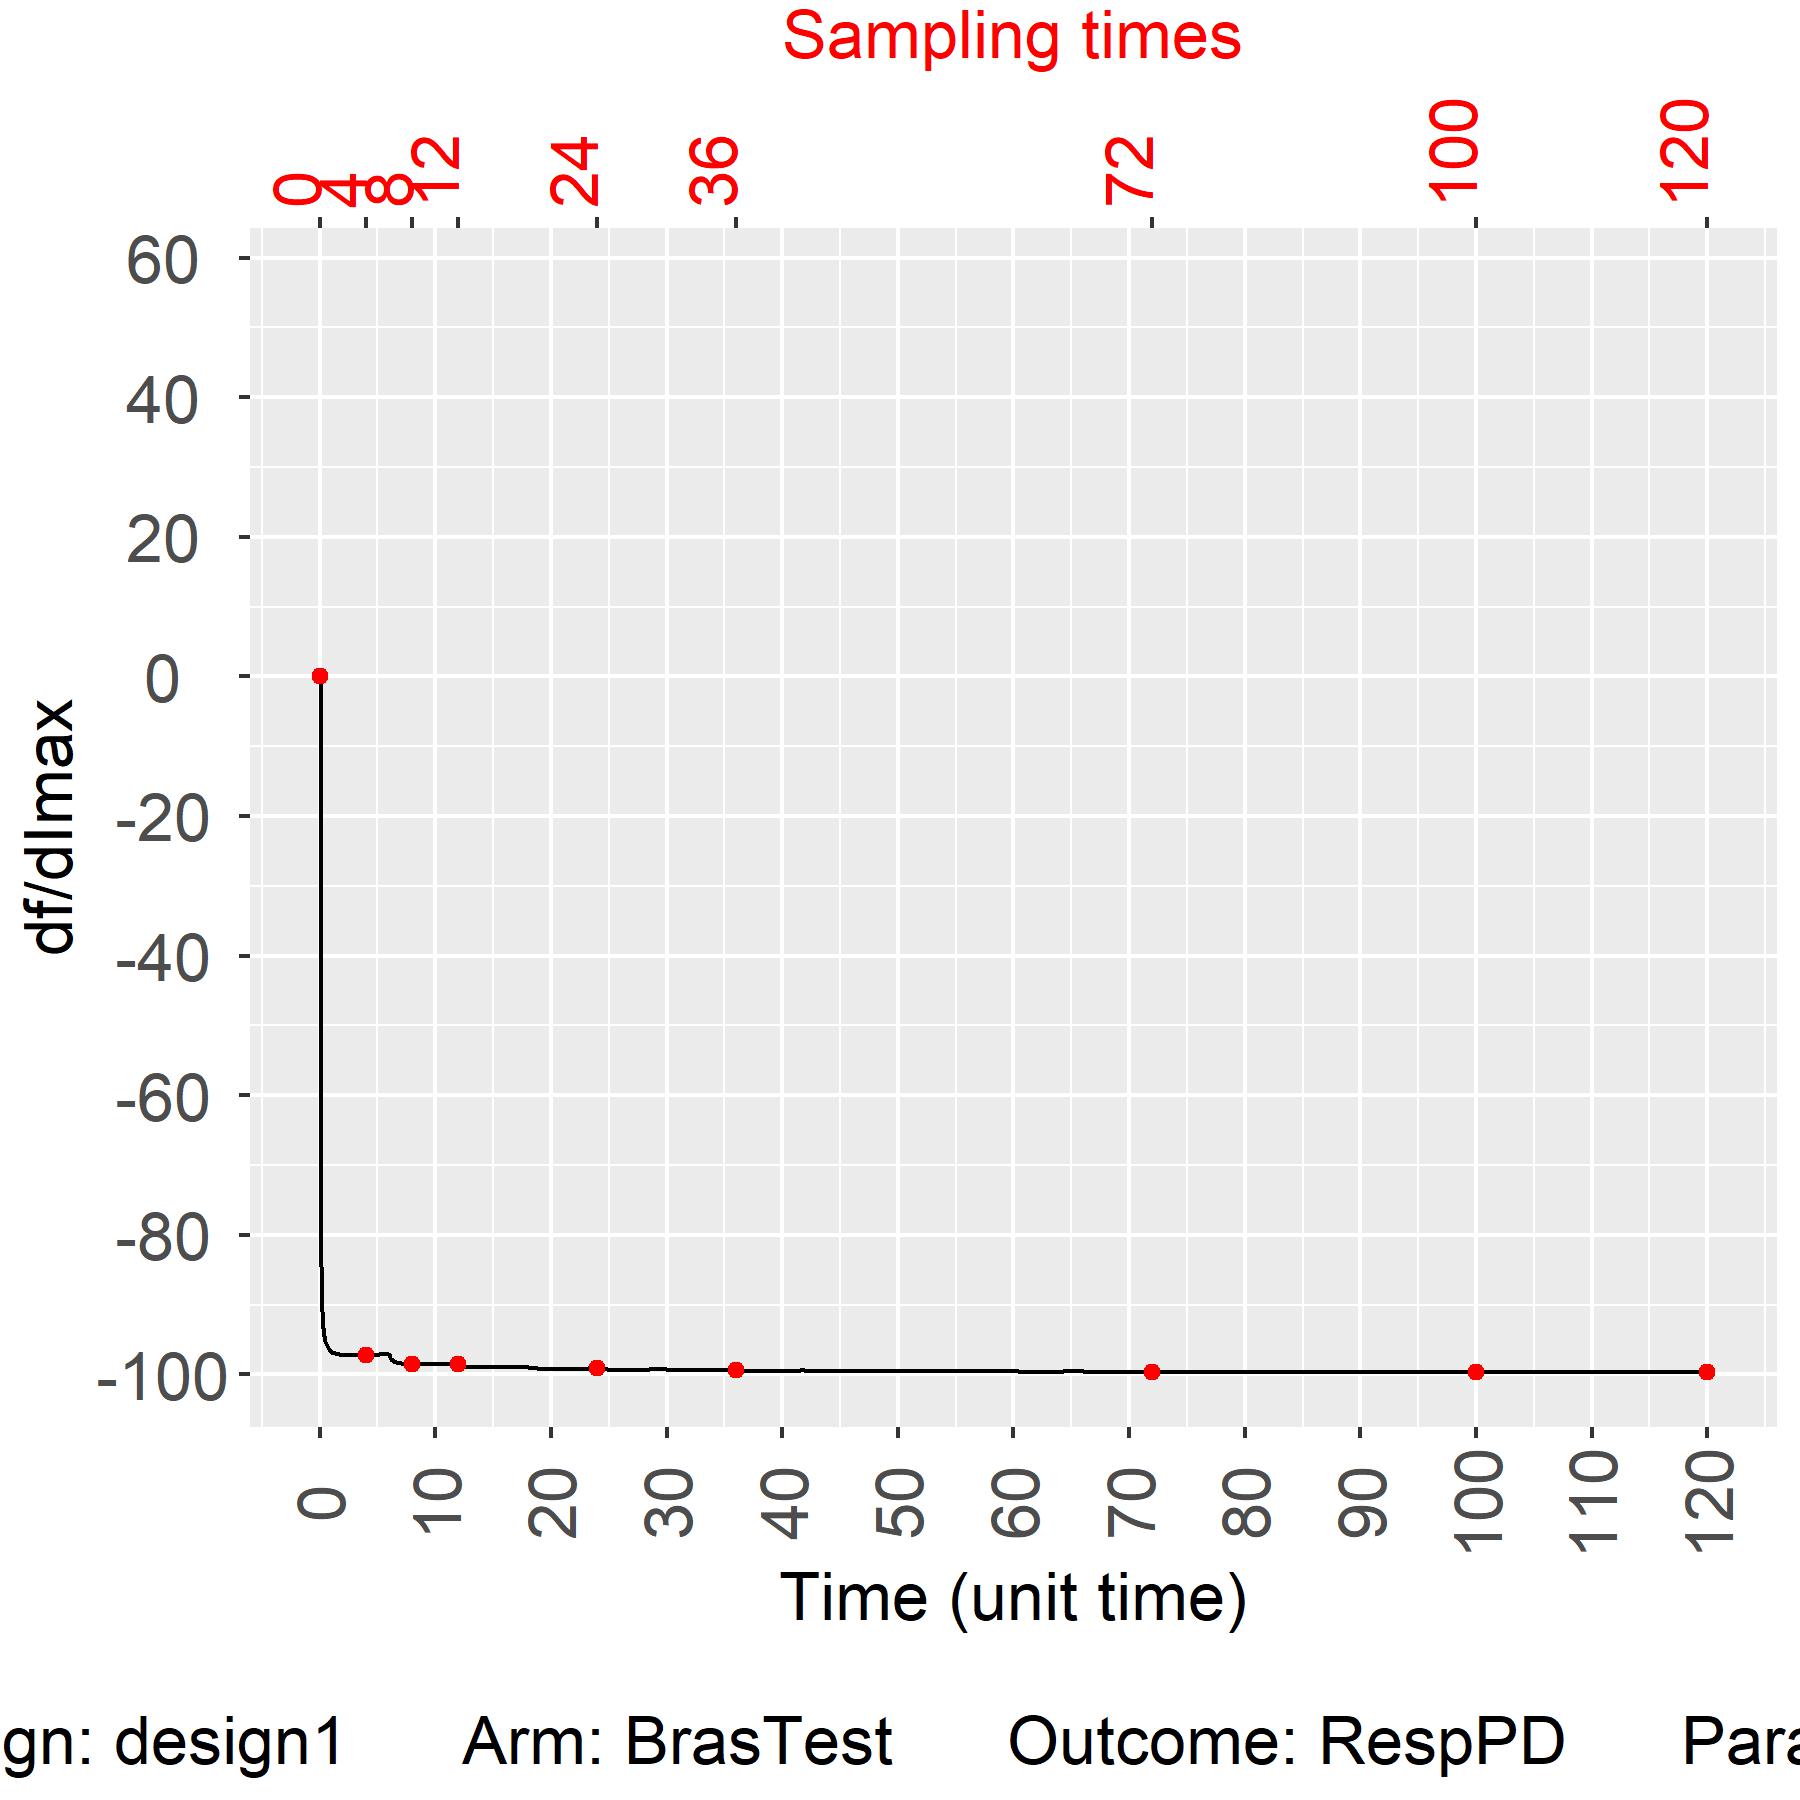 Sampling times
0 4 8 12 24 36 72 100 120
60
40
20
0
-20
-40
-60
-80
-100
df/dImax
0 10 20 30 40 50 60 70 80 90 100 110 120
Time (unit time)
gn: design1 Arm: BrasTest Outcome: RespPD Para